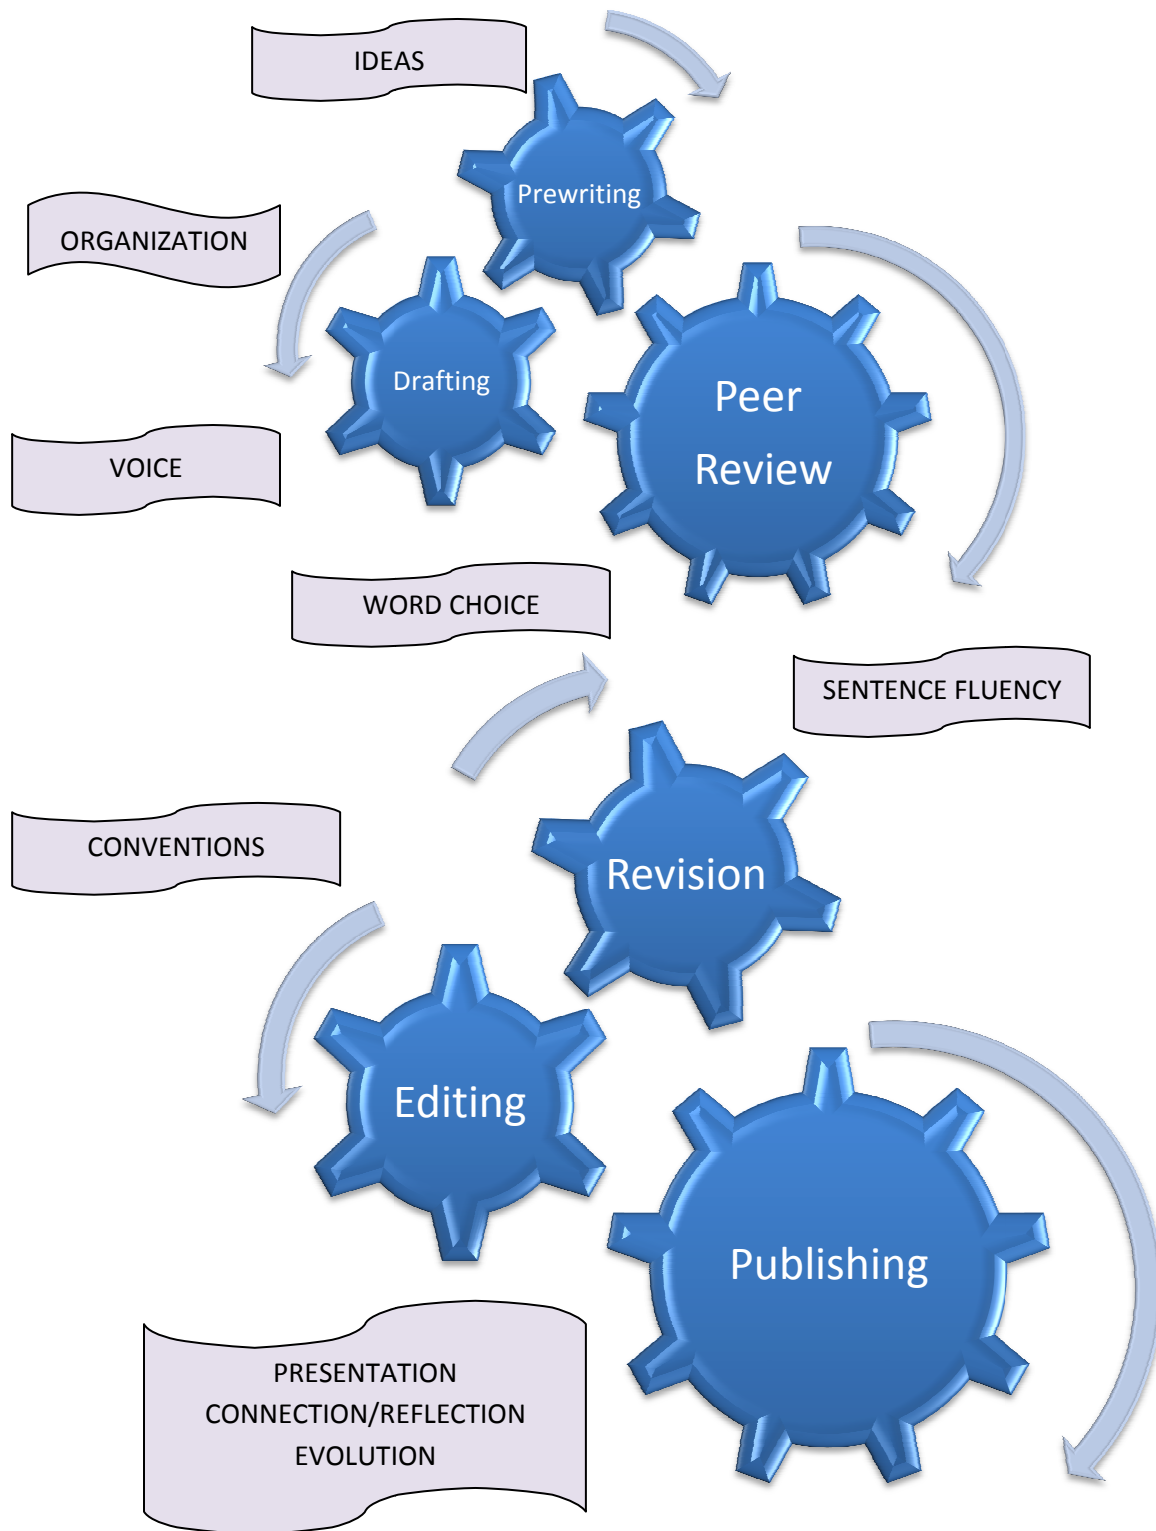 IDEAS
Prewriting
ORGANIZATION
Drafting
Peer
Review
VOICE
WORD CHOICE
SENTENCE FLUENCY
CONVENTIONS
Revision
Editing
Publishing
PRESENTATION
CONNECTION/REFLECTION
EVOLUTION